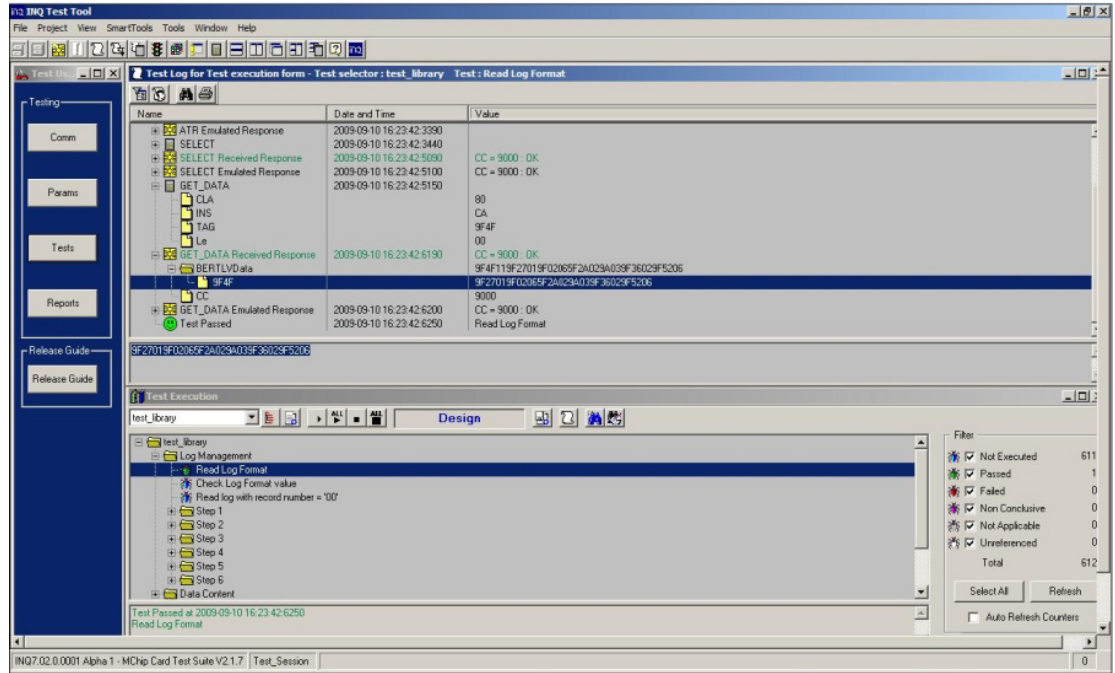 INQ Test Tool
File Project View SmartTools Tools Window Help
Test Log for Test execution form - Test selector : test_library Test : Read Log Format
Testing
Comm
Params
Tests
Reports
Release Guide
Release Guide
Name Date and Time Value
ATR Emulated Response 2009-09-10 16:23:42:3390
SELECT 2009-09-10 16:23:42:3440
SELECT Received Response 2009-09-10 16:23:42:5090 CC = 9000 : OK
SELECT Emulated Response 2009-09-10 16:23:42:5100 CC = 9000 : OK
GET_DATA 2009-09-10 16:23:42:5150
CLA 80
INS CA
TAG 9F4F
Le 00
GET_DATA Received Response 2009-09-10 16:23:42:6190 CC = 9000 : OK
BERTLVData 9F4F119F27019F02065F2A029A039F36029F5206
9F4F 9F27019F02065F2A029A039F36029F5206
CC 9000
GET_DATA Emulated Response 2009-09-10 16:23:42:6200 CC = 9000 : OK
Test Passed 2009-09-10 16:23:42:6250 Read Log Format
9F27019F02065F2A029A039F36029F5206
Test Execution
test_library ALL ALL Design
test_library
Log Management
Read Log Format
Check Log Format value
Read log with record number = '00'
Step 1
Step 2
Step 3
Step 4
Step 5
Step 6
Data Content
Test Passed at 2009-09-10 16:23:42:6250
Read Log Format
Filter
Not Executed 611
Passed 1
Failed 0
Non Conclusive 0
Not Applicable 0
Unreferenced 0
Total 612
Select All Refresh
Auto Refresh Counters
INQ7.02.0.0001 Alpha 1 - MChip Card Test Suite V2.1.7 Test_Session 0